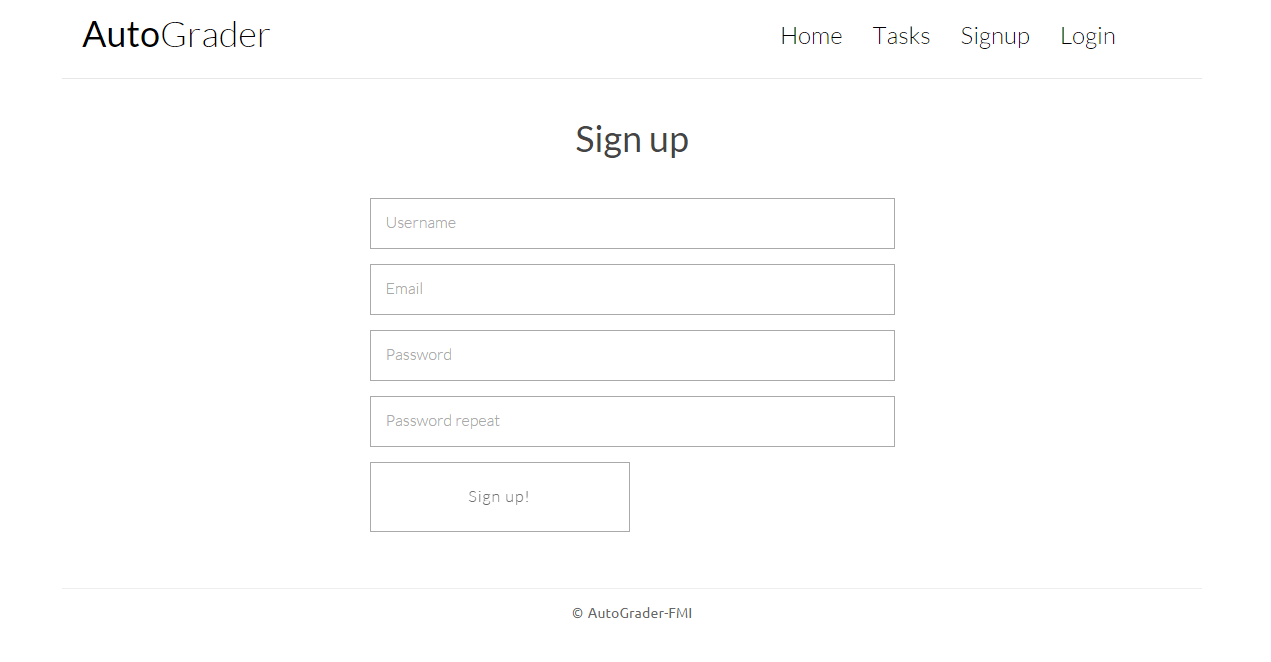 AutoGrader
Home Tasks Signup Login
Sign up
Username
Email
Password
Password repeat
Sign up!
© AutoGrader-FMI